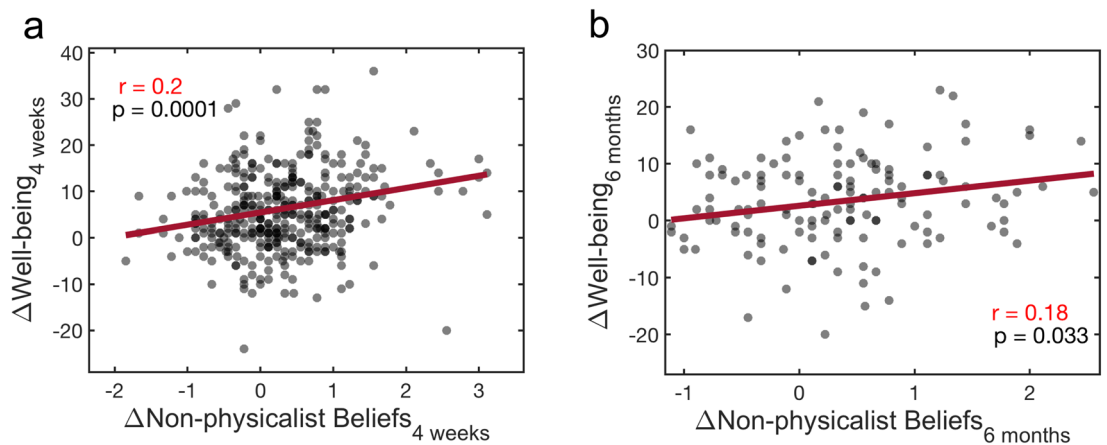 a
r = 0.2
p = 0.0001
40
30
20
10
0
-10
-20
ΔWell-being4 weeks
-2
-1
0
1
2
3
ΔNon-physicalist Beliefs4 weeks
b
30
20
10
0
-10
-20
ΔWell-being6 months
r = 0.18
p = 0.033
-1
0
1
2
ΔNon-physicalist Beliefs6 months